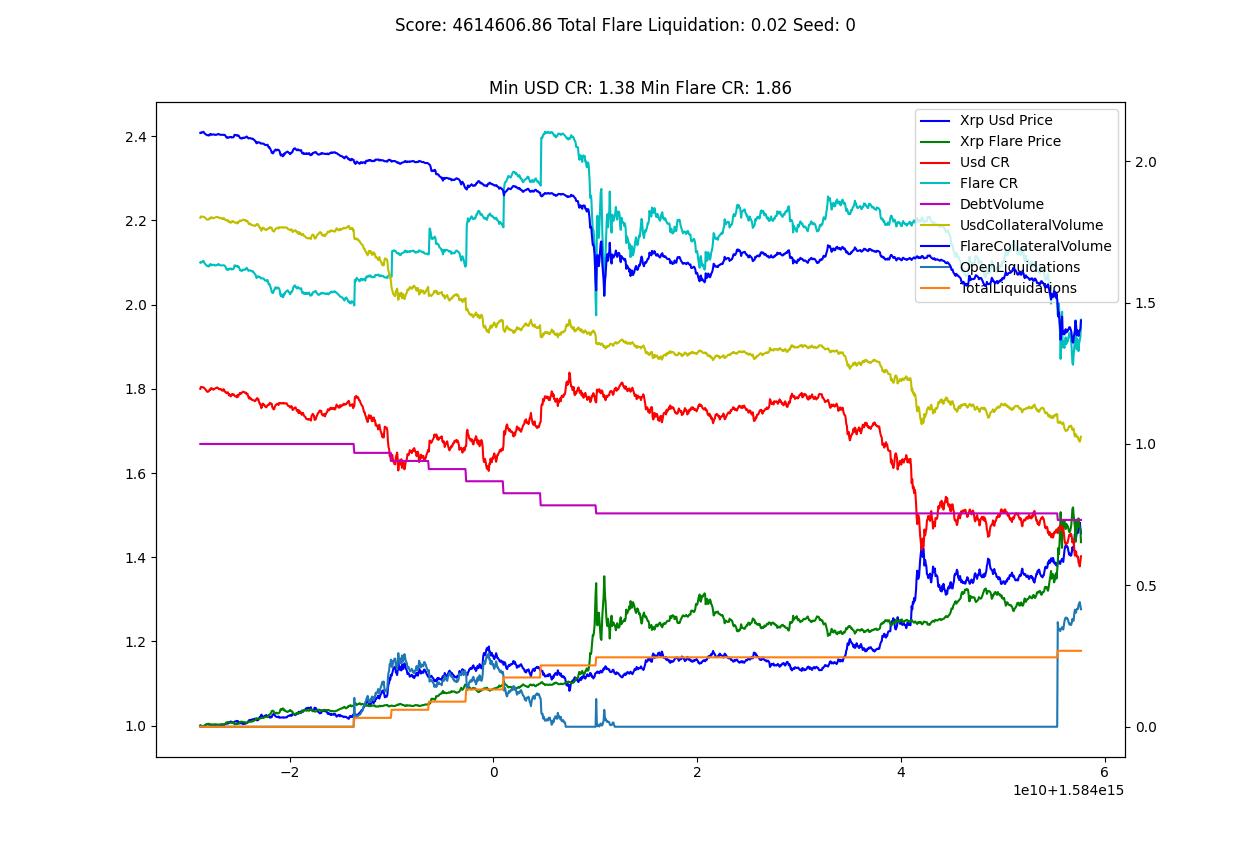 Score: 4614606.86 Total Flare Liquidation: 0.02 Seed: 0
Min USD CR: 1.38 Min Flare CR: 1.86
2.4
2.2
2.0
1.8
1.6
1.4
1.2
1.0
Xrp Usd Price
Xrp Flare Price
Usd CR
Flare CR
DebtVolume
UsdCollateralVolume
FlareCollateralVolume
OpenLiquidations
TotalLiquidations
2.0
1.5
1.0
0.5
0.0
−2
0
2
4
6
1e10+1.584e15